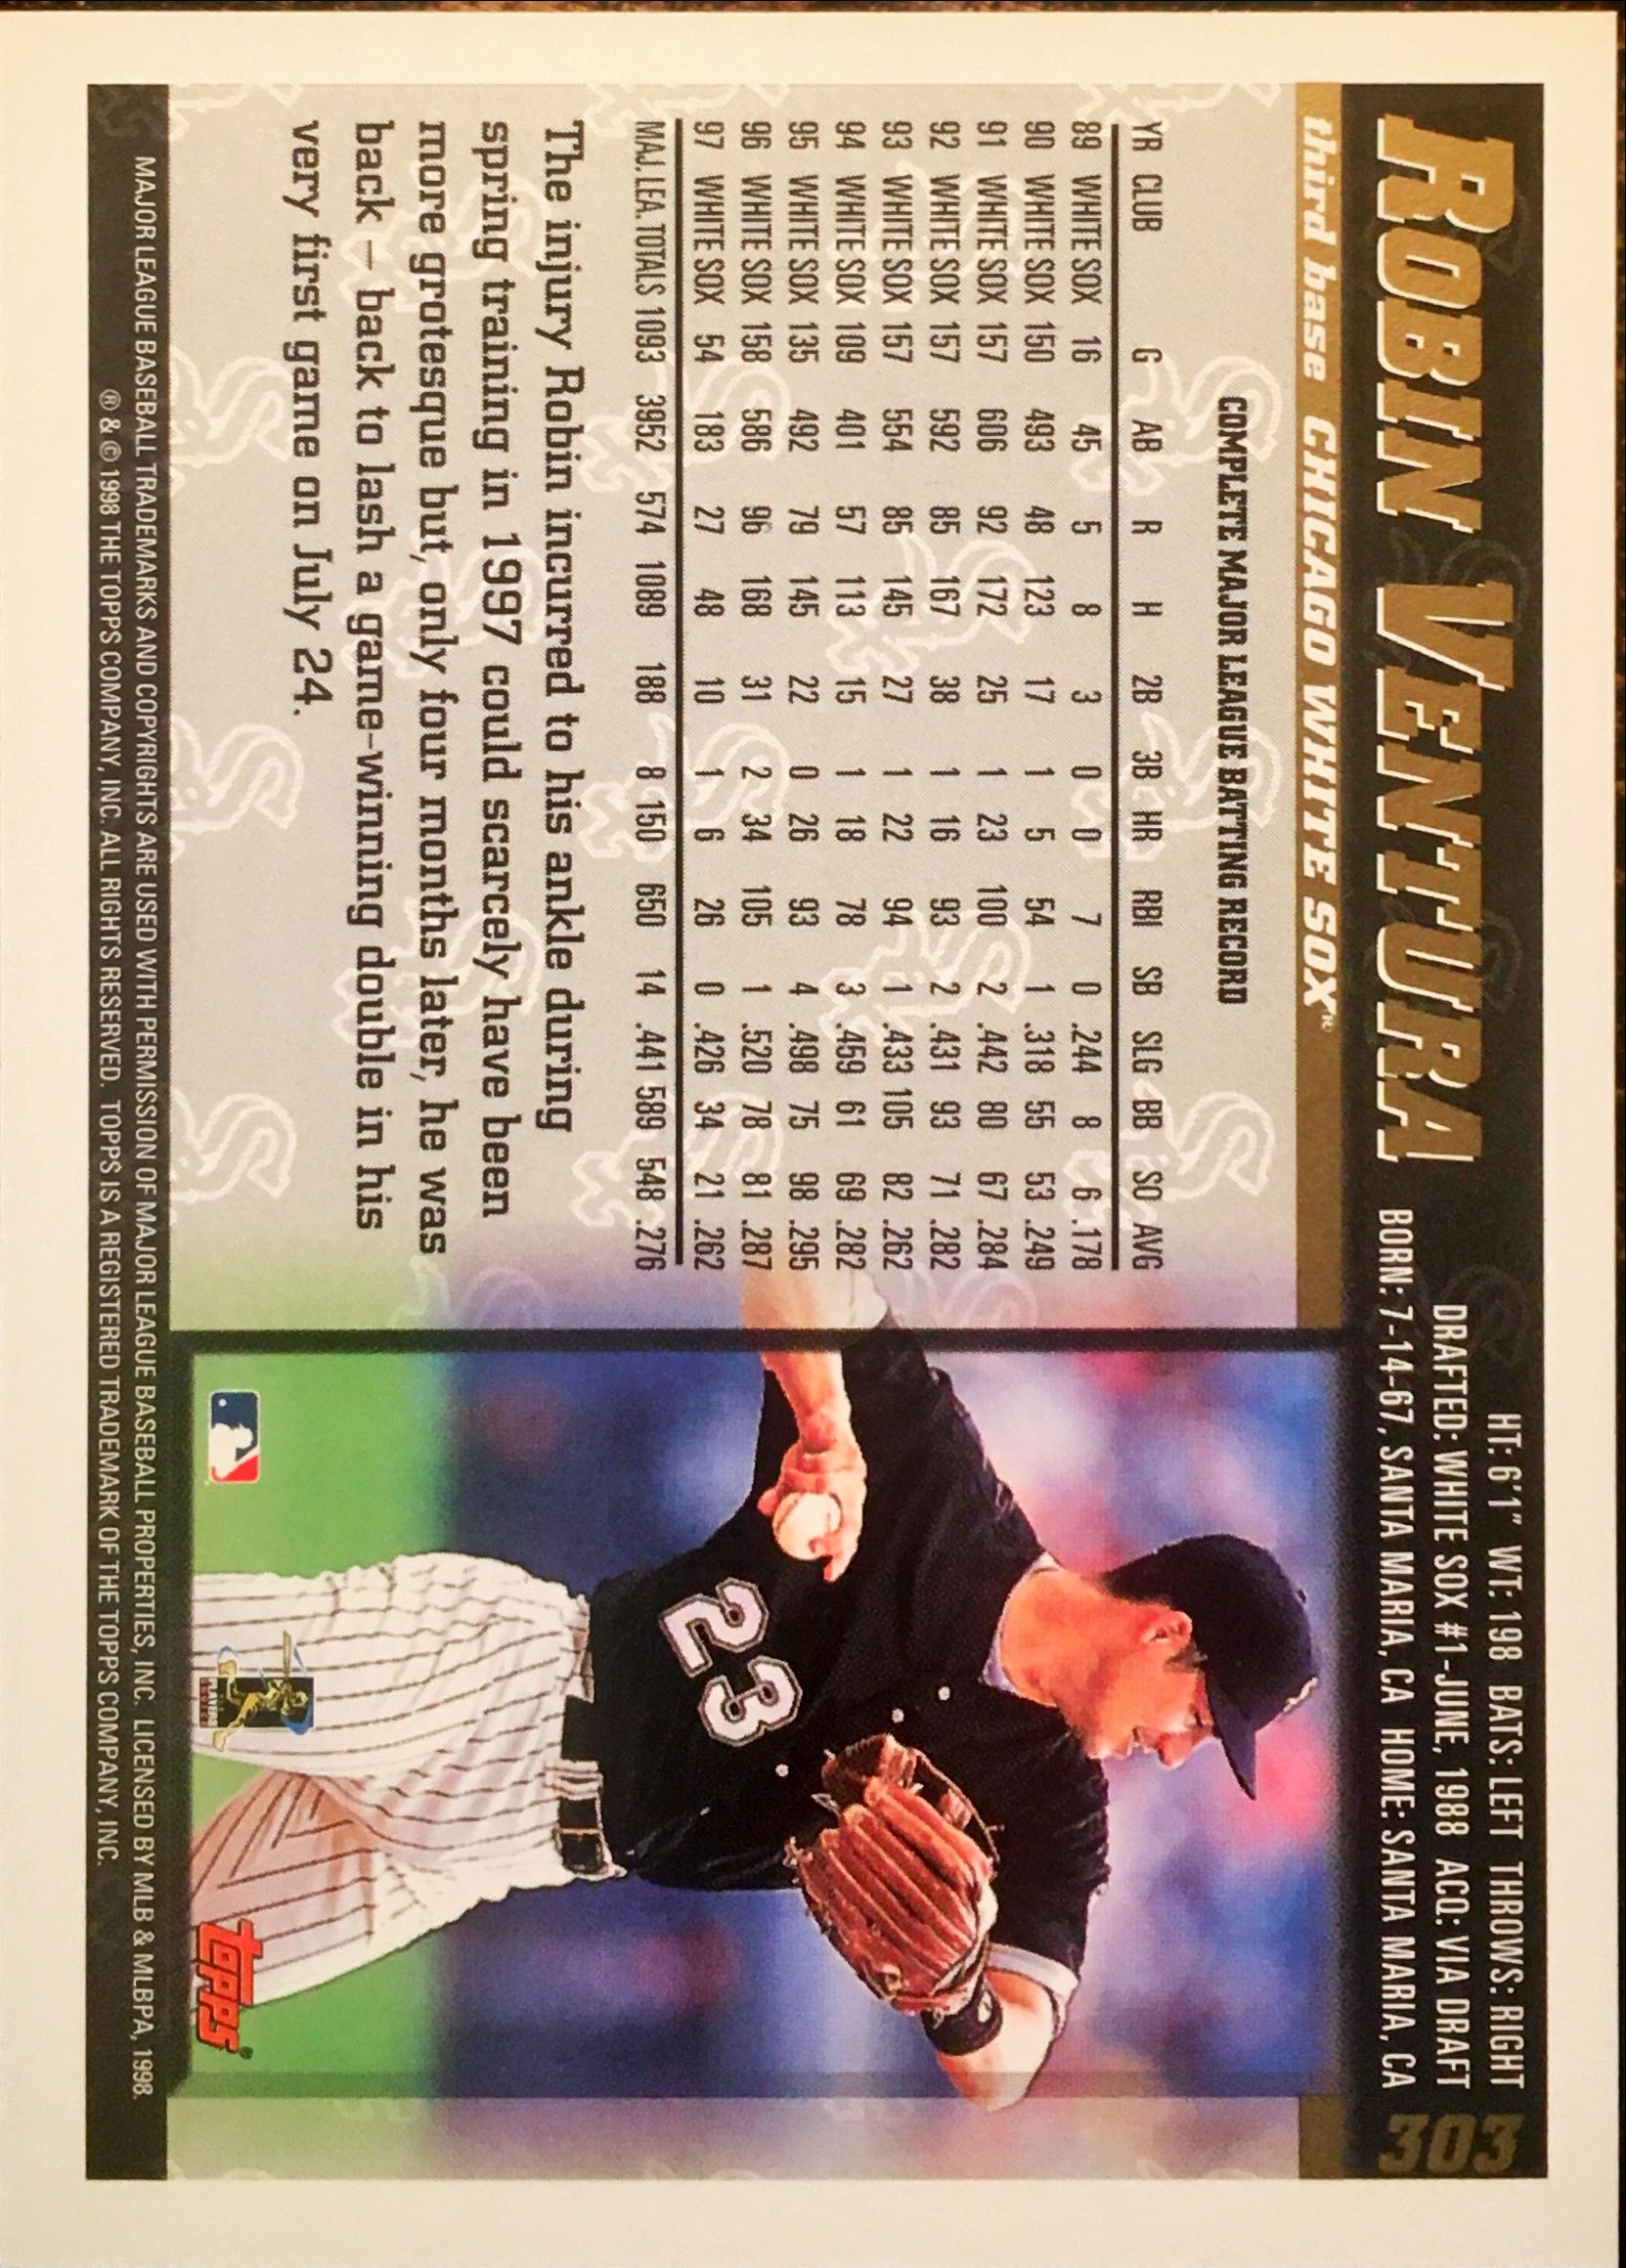 ROBIN VENTURA
HT: 6'1" WT: 198 BATS: LEFT THROWS: RIGHT
DRAFTED: WHITE SOX #1-JUNE, 1988 ACQ: VIA DRAFT
BORN: 7-14-67, SANTA MARIA, CA HOME: SANTA MARIA, CA
303
third base CHICAGO WHITE SOX
COMPLETE MAJOR LEAGUE BATTING RECORD
YR CLUB G AB R H 2B 3B HR RBI SB SLG BB SO AVG
89 WHITE SOX 16 45 5 8 3 0 0 7 0 .244 8 6 .178
90 WHITE SOX 150 493 48 123 17 1 5 54 1 .318 55 53 .249
91 WHITE SOX 157 606 92 172 25 1 23 100 2 .442 80 67 .284
92 WHITE SOX 157 592 85 167 38 1 16 93 2 .431 93 71 .282
93 WHITE SOX 157 554 85 145 27 1 22 94 1 .433 105 82 .262
94 WHITE SOX 109 401 57 113 15 1 18 78 3 .459 61 69 .282
95 WHITE SOX 135 492 79 145 22 0 26 93 4 .498 75 98 .295
96 WHITE SOX 158 586 96 168 31 2 34 105 1 .520 78 81 .287
97 WHITE SOX 54 183 27 48 10 1 6 26 0 .426 34 21 .262
MAJ. LEA. TOTALS 1093 3952 574 1089 188 8 150 650 14 .441 589 548 .276
The injury Robin incurred to his ankle during
spring training in 1997 could scarcely have been
more grotesque but, only four months later, he was
back – back to lash a game-winning double in his
very first game on July 24.
23
TOPPS
MAJOR LEAGUE BASEBALL TRADEMARKS AND COPYRIGHTS ARE USED WITH PERMISSION OF MAJOR LEAGUE BASEBALL PROPERTIES, INC. LICENSED BY MLB & MLBPA, 1998.
® & © 1998 THE TOPPS COMPANY, INC. ALL RIGHTS RESERVED. TOPPS IS A REGISTERED TRADEMARK OF THE TOPPS COMPANY, INC.